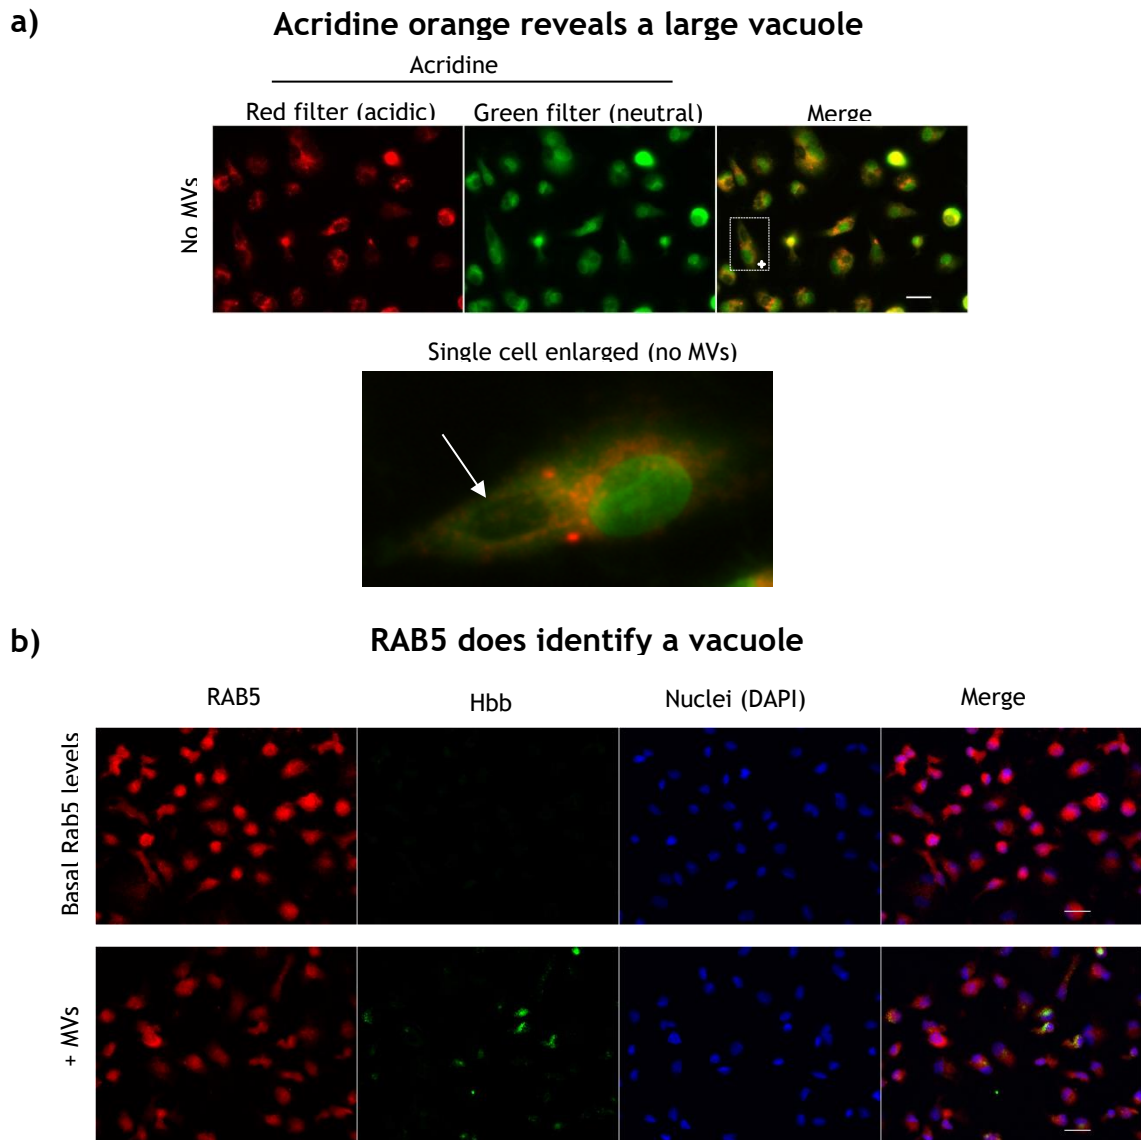 a)
Acridine orange reveals a large vacuole
Acridine
Red filter (acidic)
Green filter (neutral)
Merge
No MVs
Single cell enlarged (no MVs)
b)
RAB5 does identify a vacuole
RAB5
Hbb
Nuclei (DAPI)
Merge
Basal Rab5 levels
+ MVs